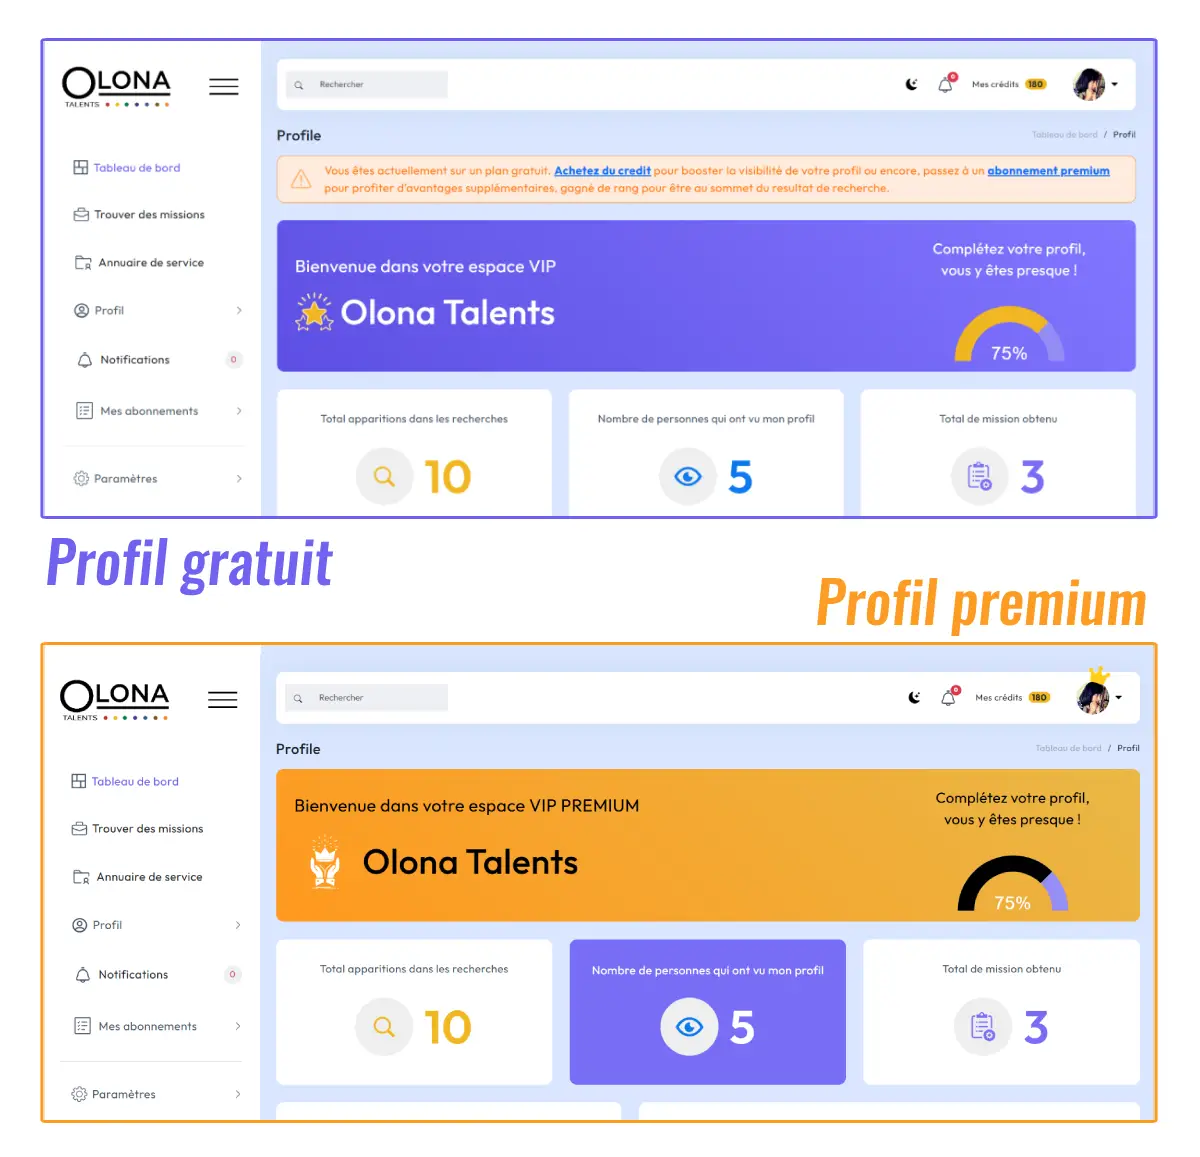 OLONA
TALENTS
Rechercher
0
Mes crédits 180
Profile
Tableau de bord / Profil
Tableau de bord
Trouver des missions
Annuaire de service
Profil
Notifications 0
Mes abonnements
Paramètres
Vous êtes actuellement sur un plan gratuit. Achetez du credit pour booster la visibilité de votre profil ou encore, passez à un abonnement premium
pour profiter d'avantages supplémentaires, gagné de rang pour être au sommet du resultat de recherche.
Bienvenue dans votre espace VIP
Olona Talents
Complétez votre profil,
vous y êtes presque !
75%
Total apparitions dans les recherches
10
Nombre de personnes qui ont vu mon profil
5
Total de mission obtenu
3
Profil gratuit
Profil premium
OLONA
TALENTS
Rechercher
0
Mes crédits 180
Profile
Tableau de bord / Profil
Tableau de bord
Trouver des missions
Annuaire de service
Profil
Notifications 0
Mes abonnements
Paramètres
Bienvenue dans votre espace VIP PREMIUM
Olona Talents
Complétez votre profil,
vous y êtes presque !
75%
Total apparitions dans les recherches
10
Nombre de personnes qui ont vu mon profil
5
Total de mission obtenu
3